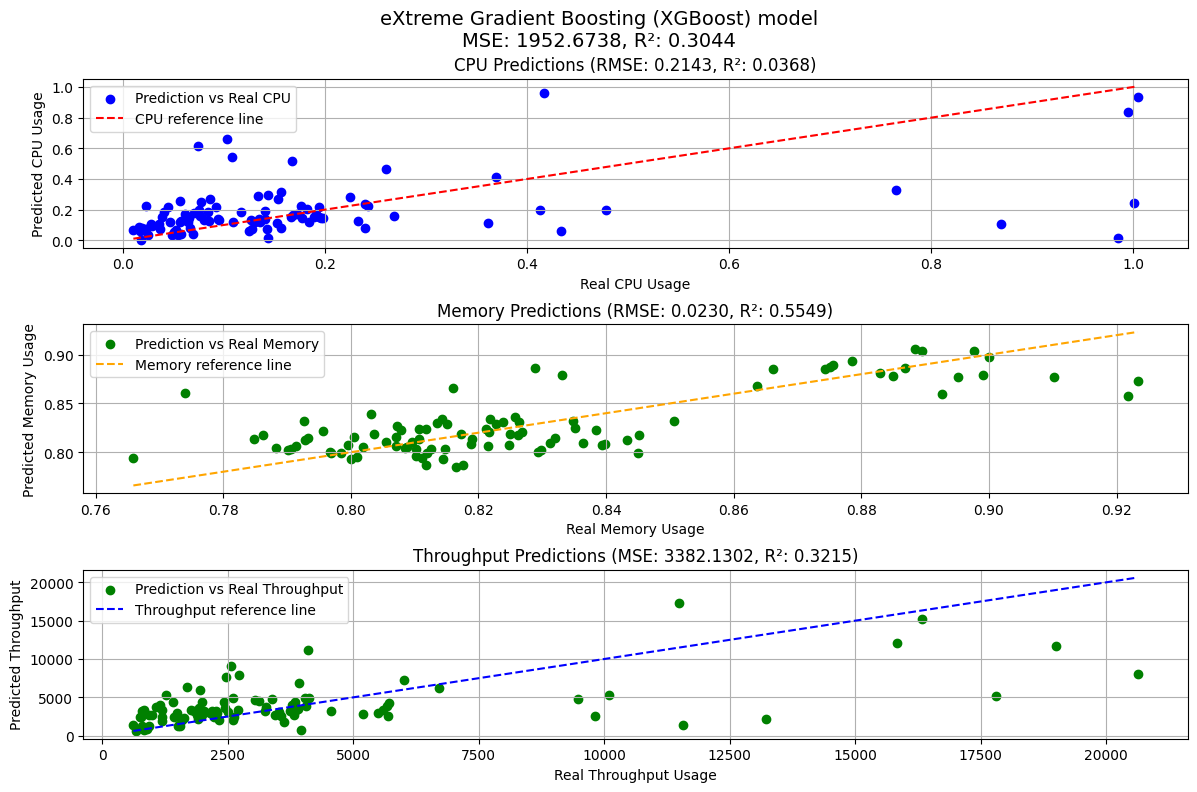 eXtreme Gradient Boosting (XGBoost) model
MSE: 1952.6738, R²: 0.3044
CPU Predictions (RMSE: 0.2143, R²: 0.0368)
Predicted CPU Usage
1.0
0.8
0.6
0.4
0.2
0.0
Prediction vs Real CPU
CPU reference line
0.0 0.2 0.4 0.6 0.8 1.0
Real CPU Usage
Memory Predictions (RMSE: 0.0230, R²: 0.5549)
Predicted Memory Usage
0.90
0.85
0.80
Prediction vs Real Memory
Memory reference line
0.76 0.78 0.80 0.82 0.84 0.86 0.88 0.90 0.92
Real Memory Usage
Throughput Predictions (MSE: 3382.1302, R²: 0.3215)
Predicted Throughput
20000
15000
10000
5000
0
Prediction vs Real Throughput
Throughput reference line
0 2500 5000 7500 10000 12500 15000 17500 20000
Real Throughput Usage